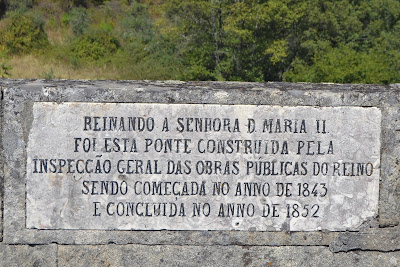 REINANDO A SENHORA D. MARIA II
FOI ESTA PONTE CONSTRUIDA PELA
INSPECÇÃO GERAL DAS OBRAS PÚBLICAS DO REINO
SENDO COMEÇADA NO ANNO DE 1843
E CONCLUIDA NO ANNO DE 1852